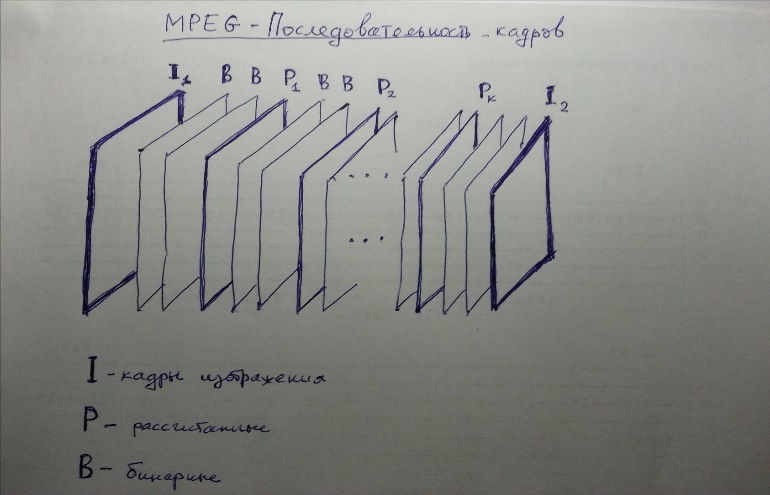 MPEG - Последовательность кадров
I₁ B B P₁ B B P₂ Pₖ I₂
... 
...
I - кадры изображения
P - рассчитанные
B - бинарные